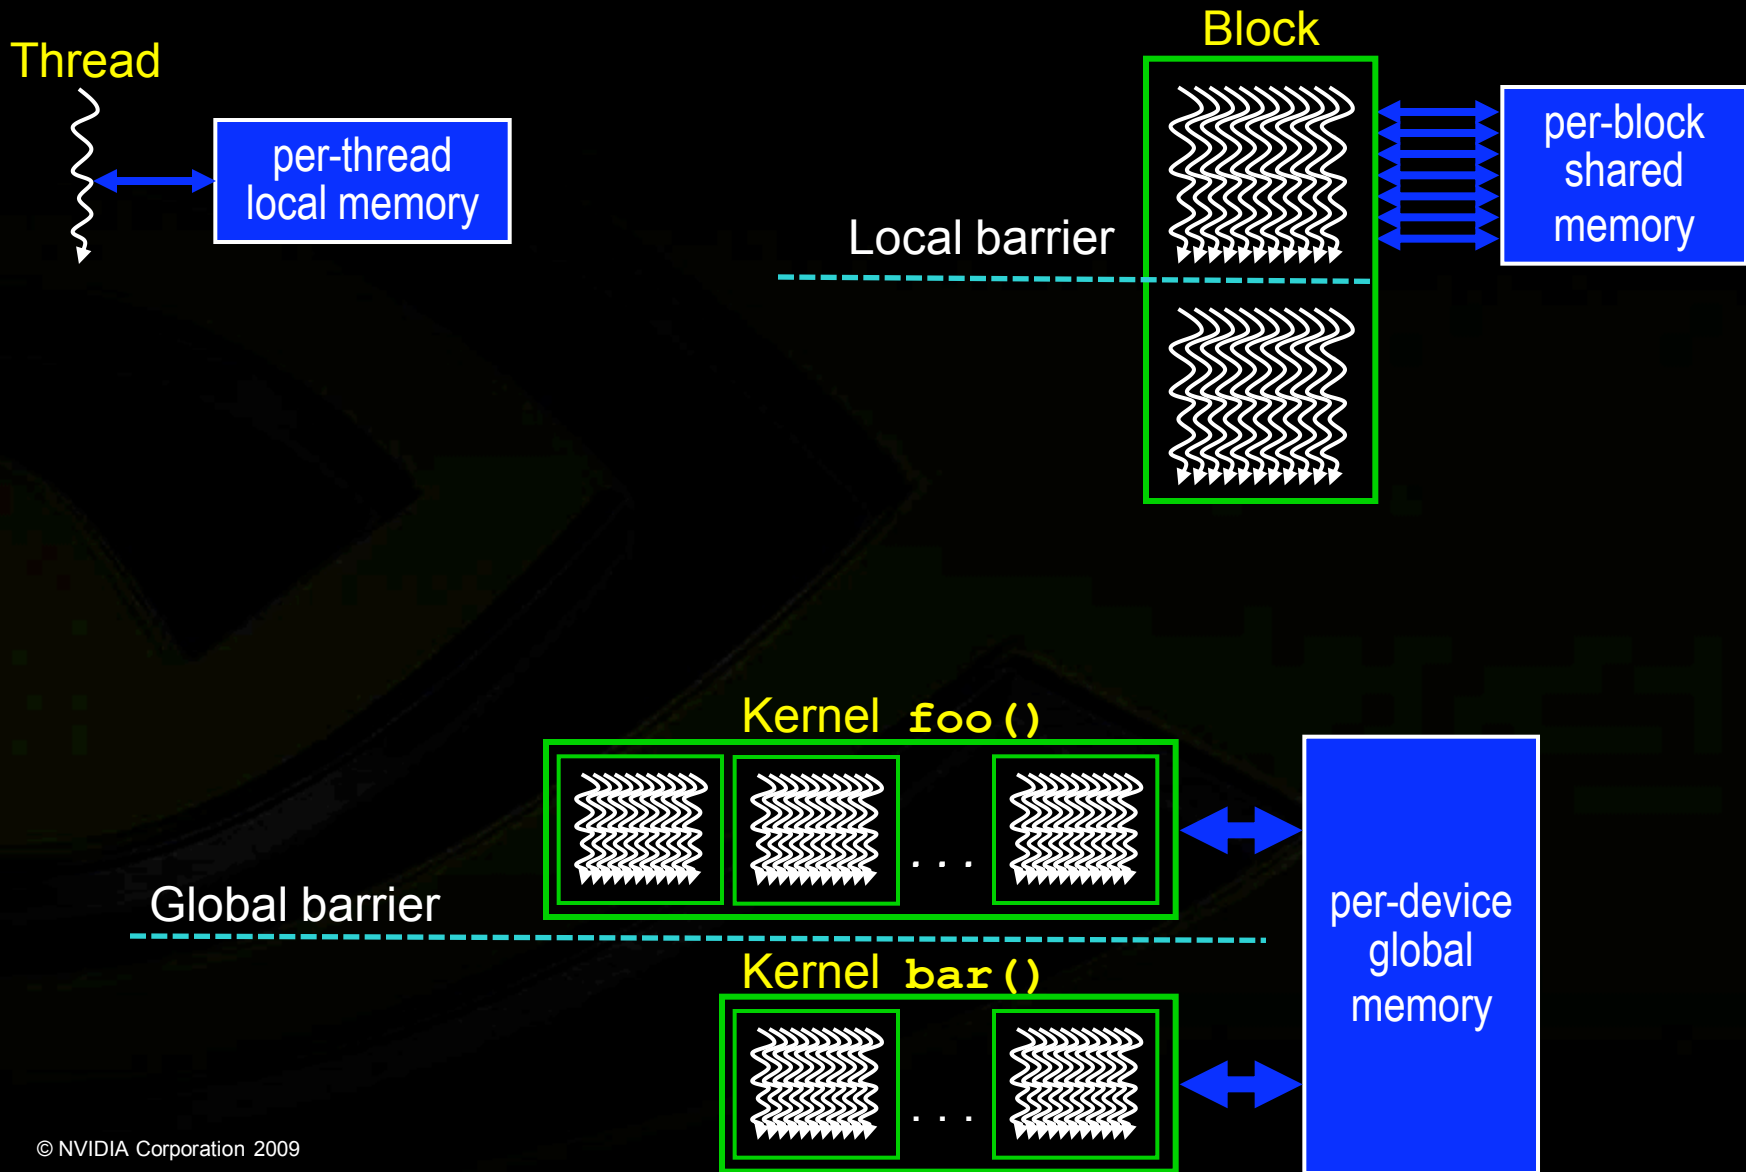 Thread
per-thread
local memory
Block
per-block
shared
memory
Local barrier
Kernel foo()
Global barrier
Kernel bar()
per-device
global
memory
. . .
. . .
© NVIDIA Corporation 2009